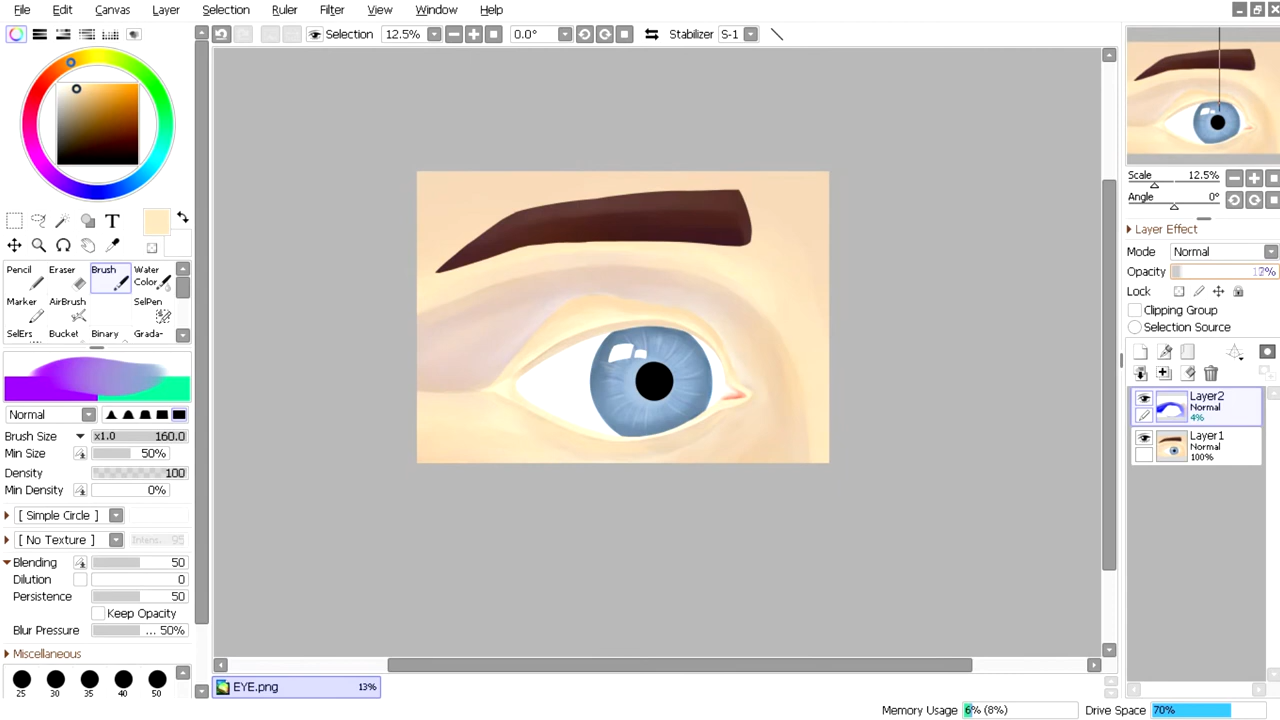 File Edit Canvas Layer Selection Ruler Filter View Window Help
Selection 12.5% 0.0° Stabilizer S-1
Scale 12.5%
Angle 0°
Layer Effect
Mode Normal
Opacity
Lock
Clipping Group
Selection Source
Layer2
Normal
4%
Layer1
Normal
100%
T
Pencil Eraser Brush Water Color
Marker AirBrush SelPen
SelErs Bucket Binary Grada-
Normal
Brush Size x1.0 160.0
Min Size 50%
Density 100
Min Density 0%
[ Simple Circle ]
[ No Texture ] Intens. 95
Blending 50
Dilution 0
Persistence 50
Keep Opacity
Blur Pressure ... 50%
Miscellaneous
25 30 35 40 50
EYE.png 13%
Memory Usage 6% (8%) Drive Space 70%